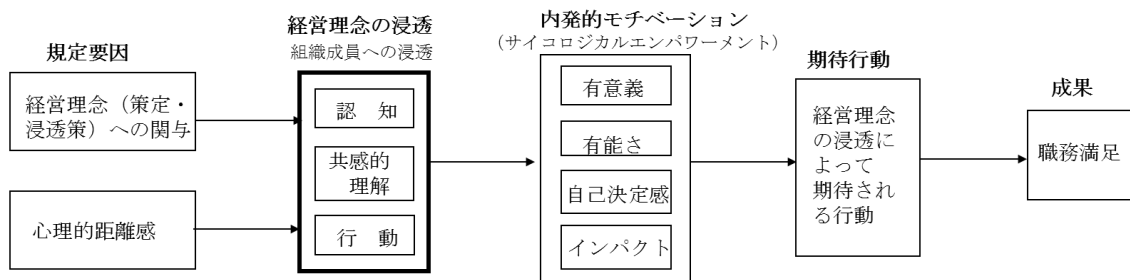 規定要因
経営理念（策定・
浸透策）への関与
心理的距離感
経営理念の浸透
組織成員への浸透
認　知
共感的
理解
行　動
内発的モチベーション
（サイコロジカルエンパワーメント）
有意義
有能さ
自己決定感
インパクト
期待行動
経営理念
の浸透に
よって
期待され
る行動
成果
職務満足